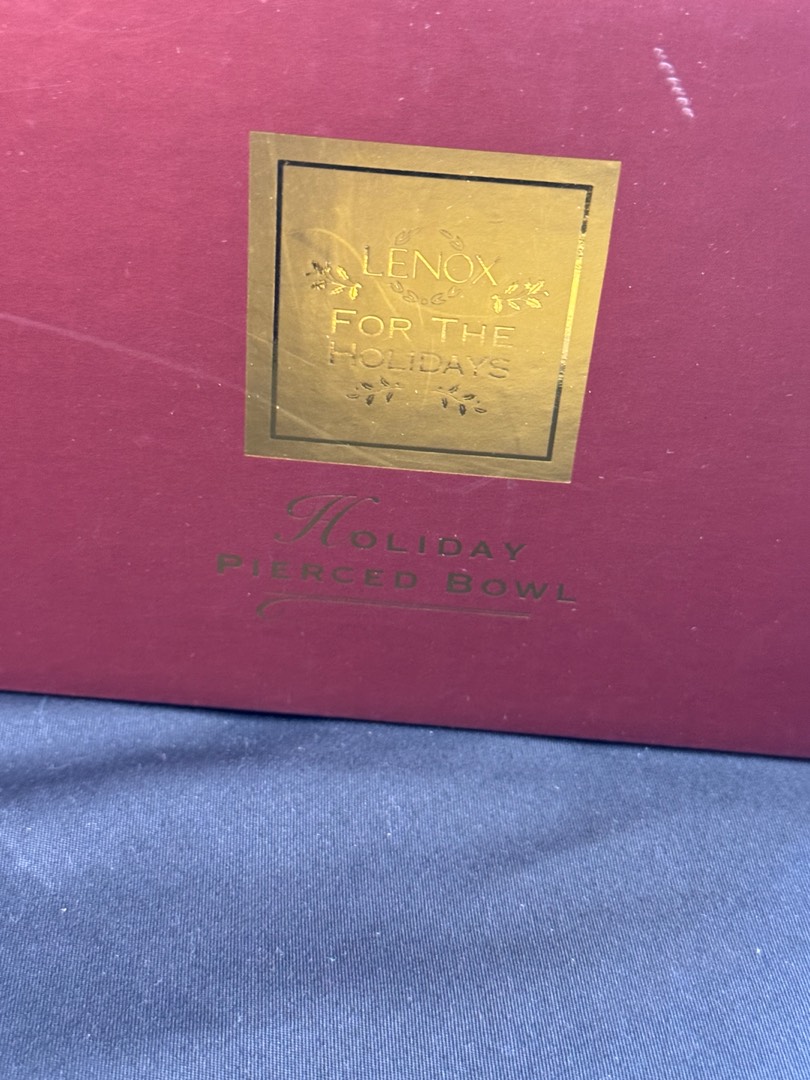 LENOX
FOR THE
HOLIDAYS
HOLIDAY
PIERCED BOWL